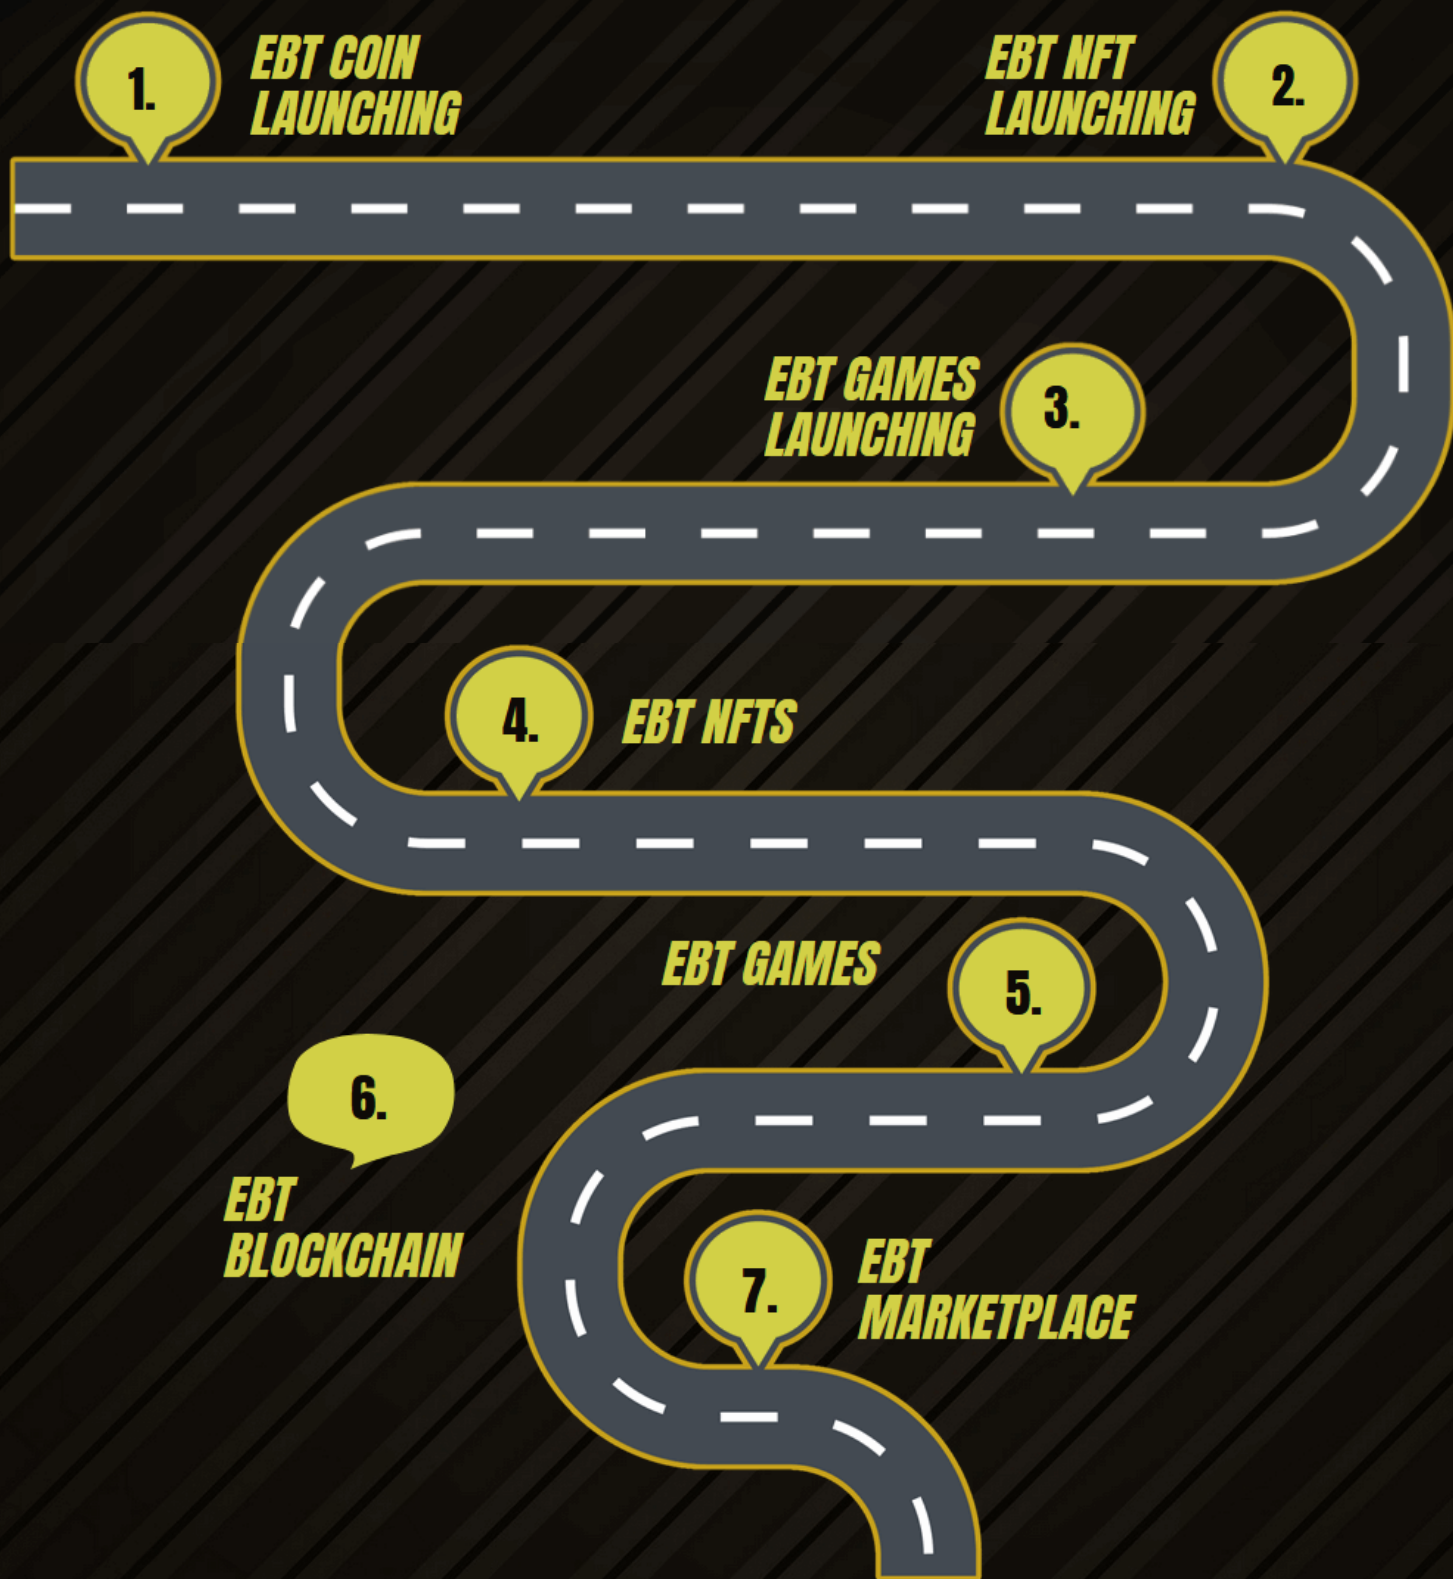 1.
EBT COIN
LAUNCHING
EBT NFT
LAUNCHING
2.
EBT GAMES
LAUNCHING
3.
4.
EBT NFTS
EBT GAMES
5.
6.
EBT
BLOCKCHAIN
7.
EBT
MARKETPLACE